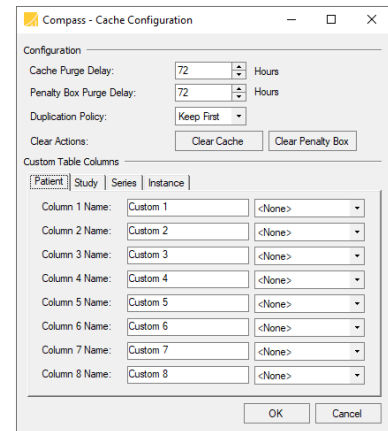 Compass - Cache Configuration
Configuration
Cache Purge Delay: 72 Hours
Penalty Box Purge Delay: 72 Hours
Duplication Policy: Keep First
Clear Actions: Clear Cache Clear Penalty Box
Custom Table Columns
Patient Study Series Instance
Column 1 Name: Custom 1 <None>
Column 2 Name: Custom 2 <None>
Column 3 Name: Custom 3 <None>
Column 4 Name: Custom 4 <None>
Column 5 Name: Custom 5 <None>
Column 6 Name: Custom 6 <None>
Column 7 Name: Custom 7 <None>
Column 8 Name: Custom 8 <None>
OK Cancel